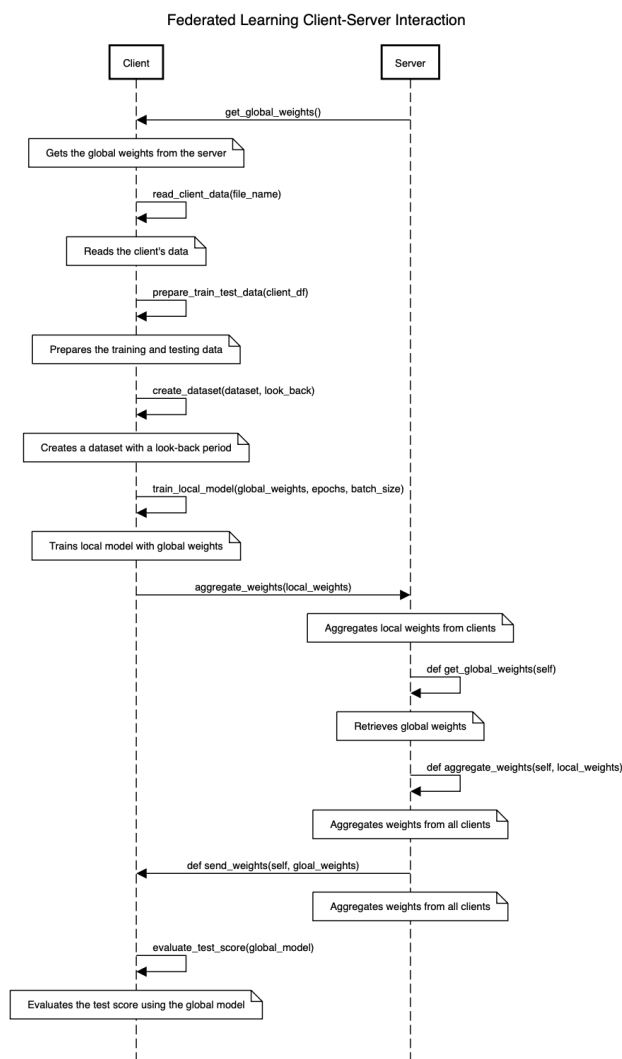 Federated Learning Client-Server Interaction
Client
Server
get_global_weights()
Gets the global weights from the server
read_client_data(file_name)
Reads the client's data
prepare_train_test_data(client_df)
Prepares the training and testing data
create_dataset(dataset, look_back)
Creates a dataset with a look-back period
train_local_model(global_weights, epochs, batch_size)
Trains local model with global weights
aggregate_weights(local_weights)
Aggregates local weights from clients
def get_global_weights(self)
Retrieves global weights
def aggregate_weights(self, local_weights)
Aggregates weights from all clients
def send_weights(self, gloal_weights)
Aggregates weights from all clients
evaluate_test_score(global_model)
Evaluates the test score using the global model